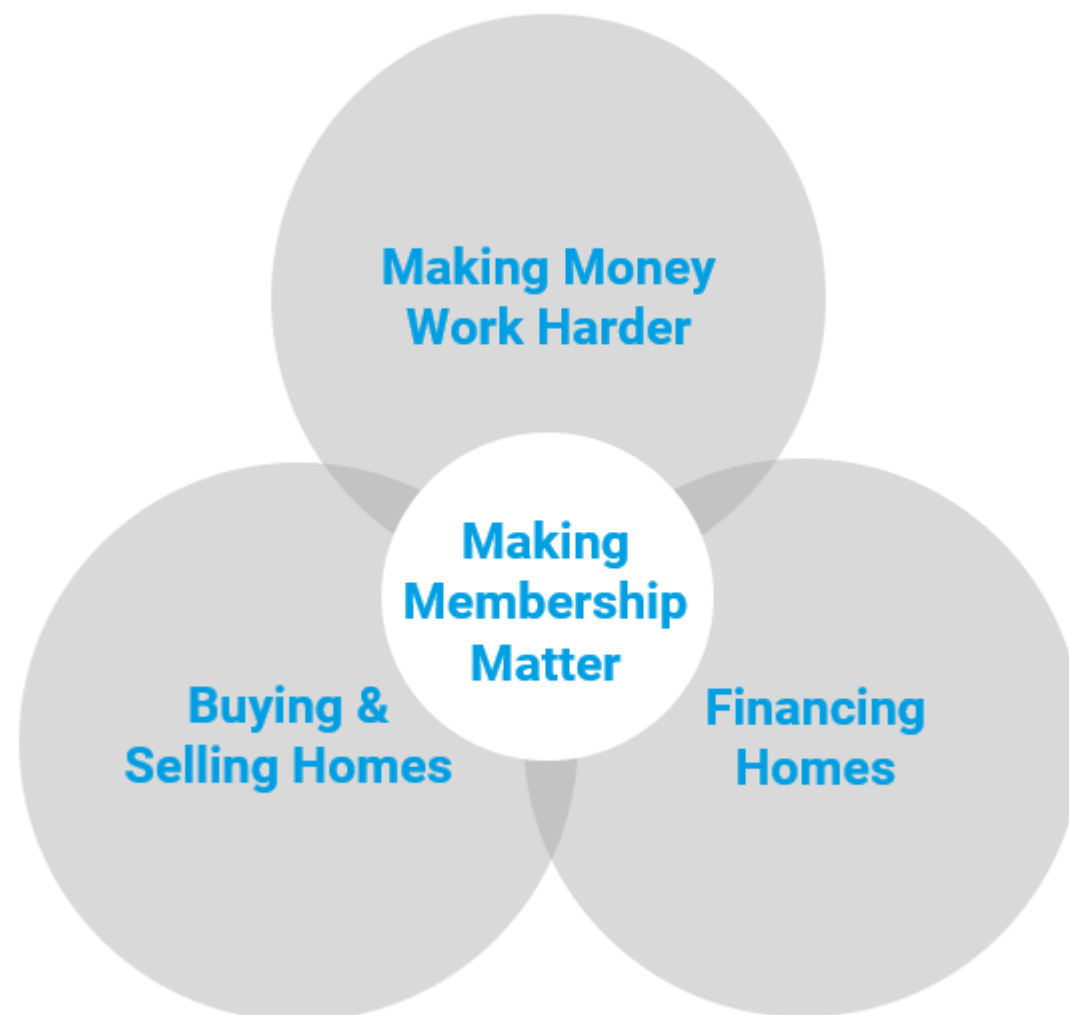 Making Money
Work Harder
Making
Membership
Matter
Buying &
Selling Homes
Financing
Homes